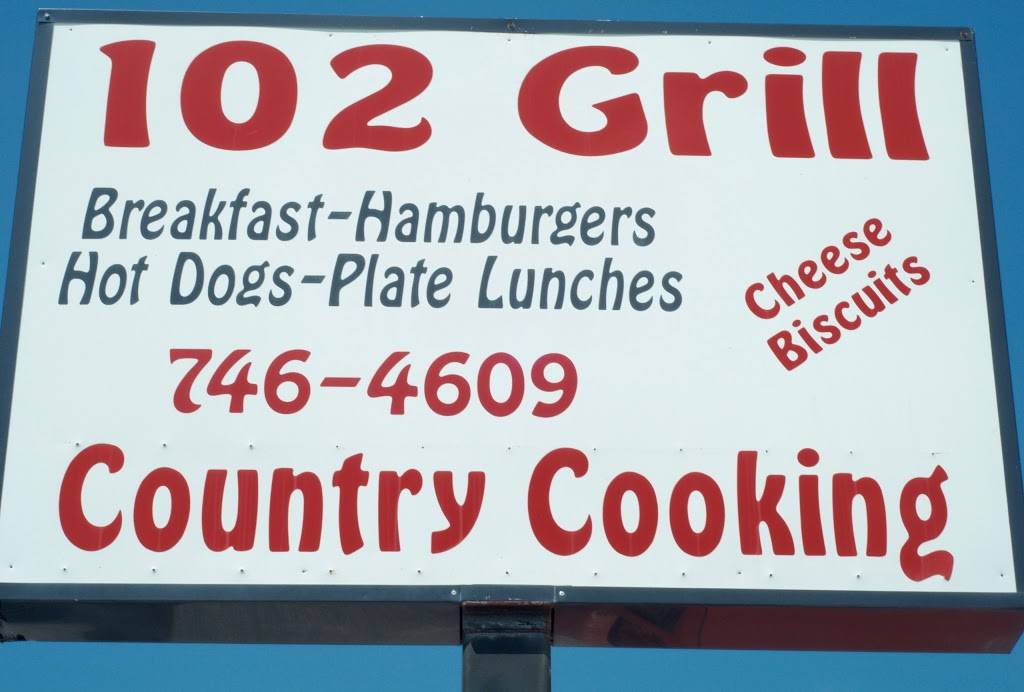 102 Grill
Breakfast-Hamburgers
Hot Dogs-Plate Lunches
Cheese
Biscuits
746-4609
Country Cooking